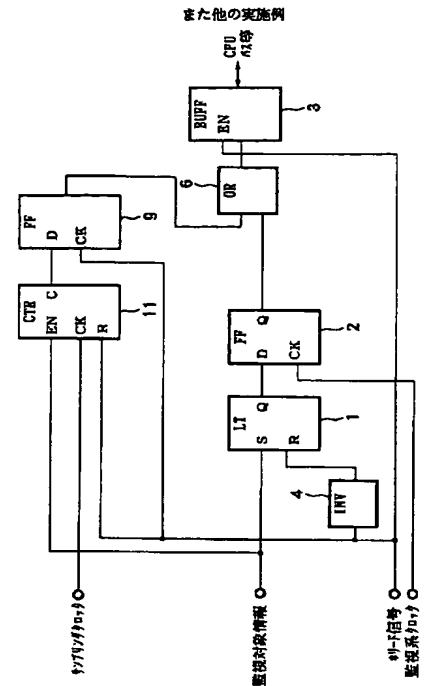 また他の実施例
CPU
バス等
BUFF
EN
3
6
OR
FF
D
CK
9
CTR
EN
C
CK
R
11
FF
D
Q
CK
2
LT
S
Q
R
1
4
INV
サンプリングクロック
監視対象情報
リード信号
監視系クロック